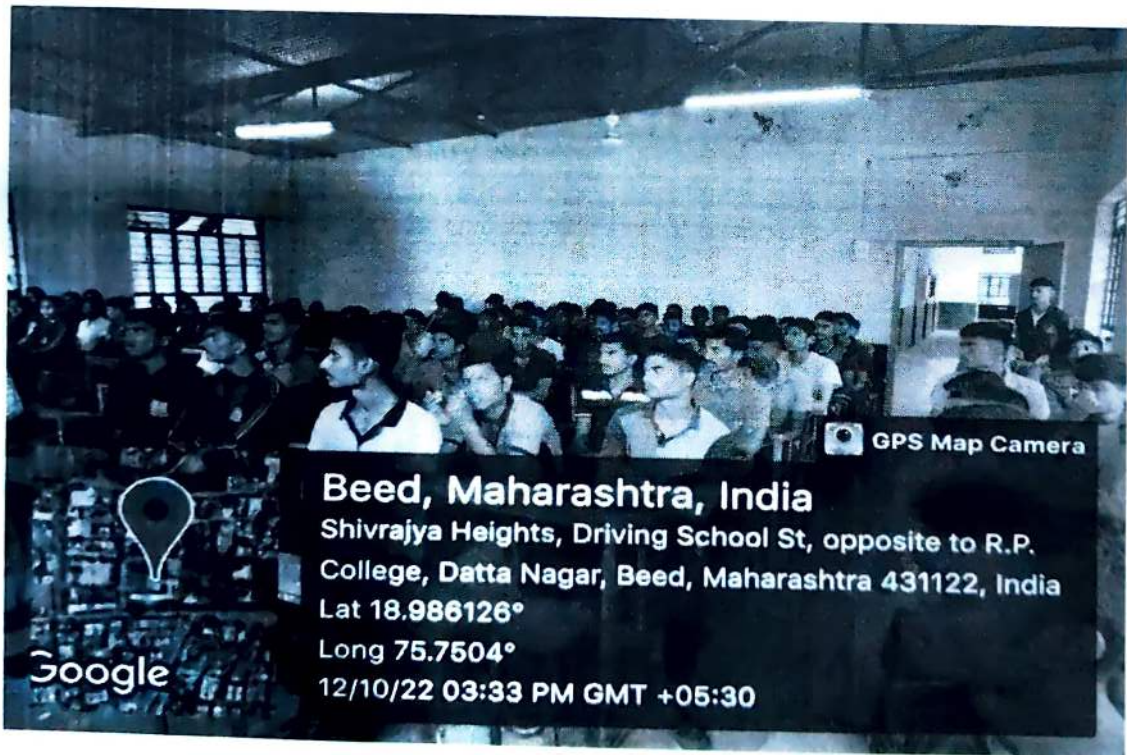 GPS Map Camera
Beed, Maharashtra, India
Shivrajya Heights, Driving School St, opposite to R.P.
College, Datta Nagar, Beed, Maharashtra 431122, India
Lat 18.986126°
Long 75.7504°
12/10/22 03:33 PM GMT +05:30
Google